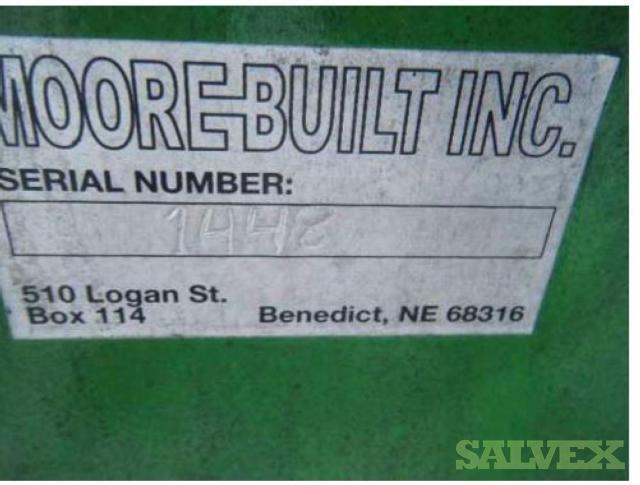 MOORE-BUILT INC.
SERIAL NUMBER:
1448
510 Logan St.
Box 114 Benedict, NE 68316
SALVEX